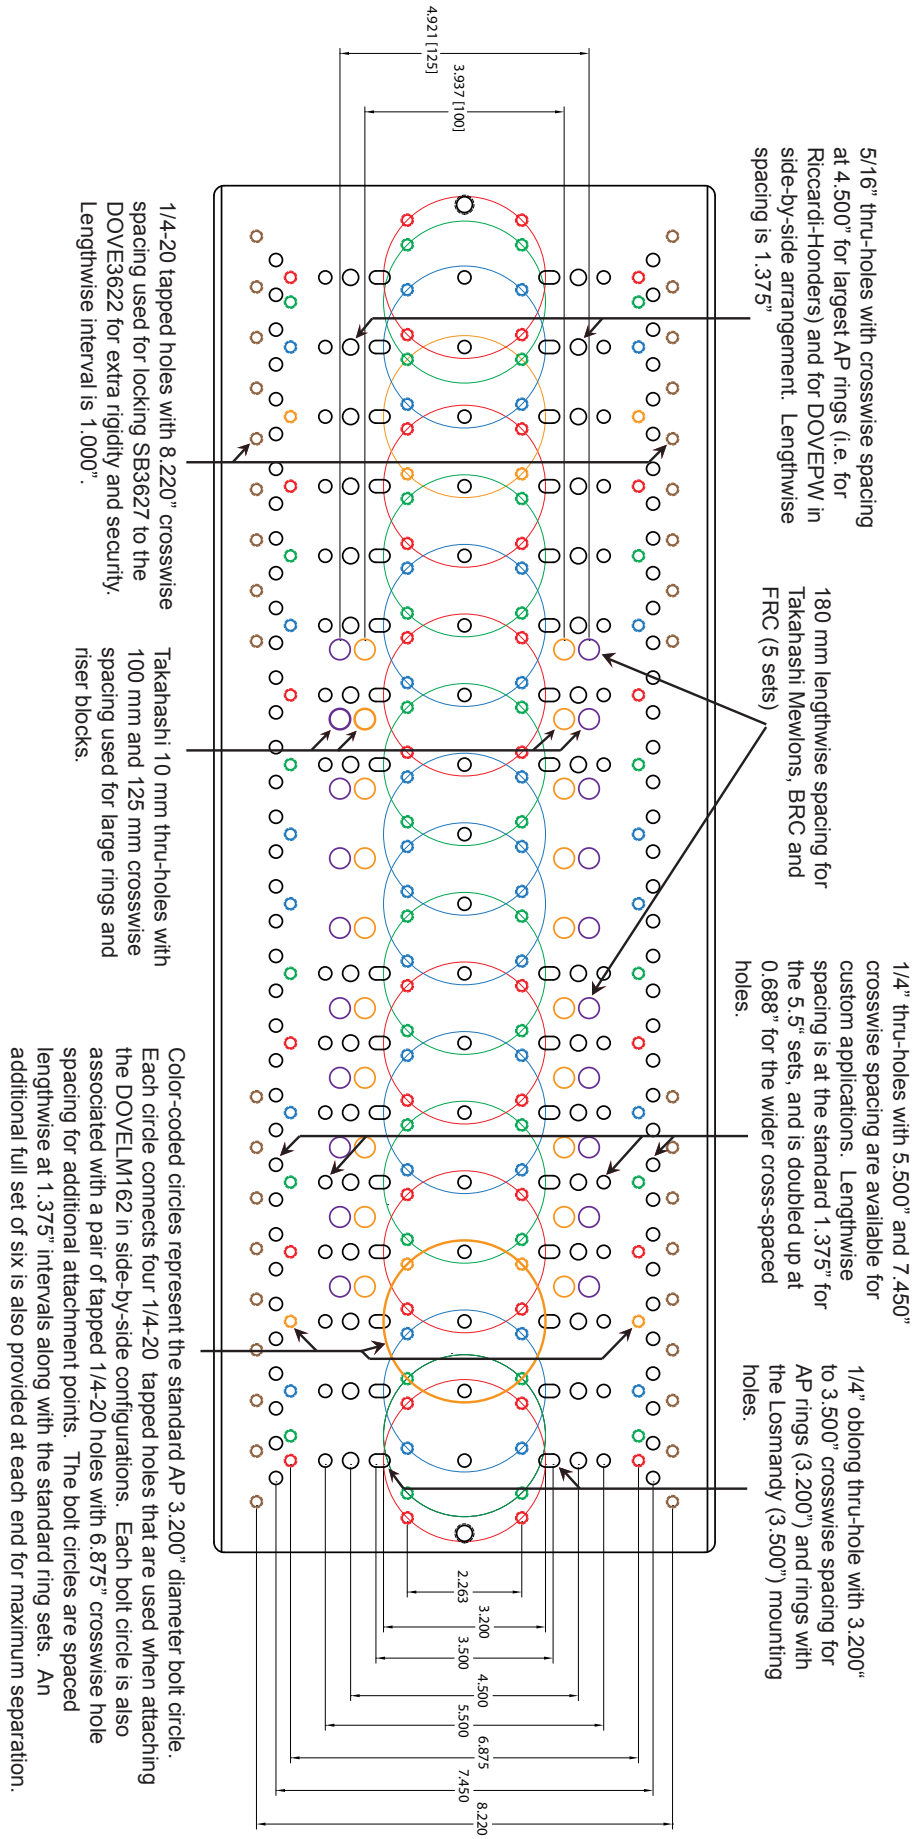 5/16” thru-holes with crosswise spacing
at 4.500” for largest AP rings (i.e. for
Riccardi-Honders) and for DOVEPW in
side-by-side arrangement.  Lengthwise
spacing is 1.375”
180 mm lengthwise spacing for
Takahashi Mewlons, BRC and
FRC (5 sets)
1/4” thru-holes with 5.500” and 7.450”
crosswise spacing are available for
custom applications.  Lengthwise
spacing is at the standard 1.375” for
the 5.5“ sets, and is doubled up at
0.688” for the wider cross-spaced
holes.
1/4” oblong thru-hole with 3.200“
to 3.500” crosswise spacing for
AP rings (3.200”) and rings with
the Losmandy (3.500”) mounting
holes.
4.921 [125]
3.937 [100]
2.263
3.200
3.500
4.500
5.500
6.875
7.450
8.220
1/4-20 tapped holes with 8.220” crosswise
spacing used for locking SB3627 to the
DOVE3622 for extra rigidity and security.
Lengthwise interval is 1.000”.
Takahashi 10 mm thru-holes with
100 mm and 125 mm crosswise
spacing used for large rings and
riser blocks.
Color-coded circles represent the standard AP 3.200” diameter bolt circle.
Each circle connects four 1/4-20  tapped holes that are used when attaching
the DOVELM162 in side-by-side configurations.  Each bolt circle is also
associated with a pair of tapped 1/4-20 holes with 6.875” crosswise hole
spacing for additional attachment points.  The bolt circles are spaced
lengthwise at 1.375” intervals along with the standard ring sets.  An
additional full set of six is also provided at each end for maximum separation.